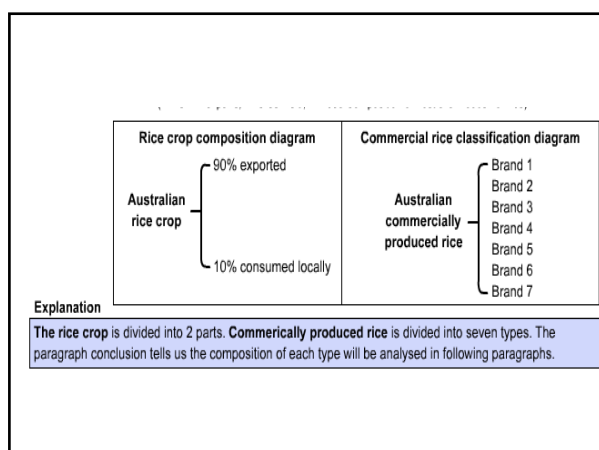 Rice crop composition diagram
90% exported
Australian
rice crop
10% consumed locally
Commercial rice classification diagram
Brand 1
Brand 2
Brand 3
Australian
commercially
produced rice
Brand 4
Brand 5
Brand 6
Brand 7
Explanation
The rice crop is divided into 2 parts. Commerically produced rice is divided into seven types. The
paragraph conclusion tells us the composition of each type will be analysed in following paragraphs.